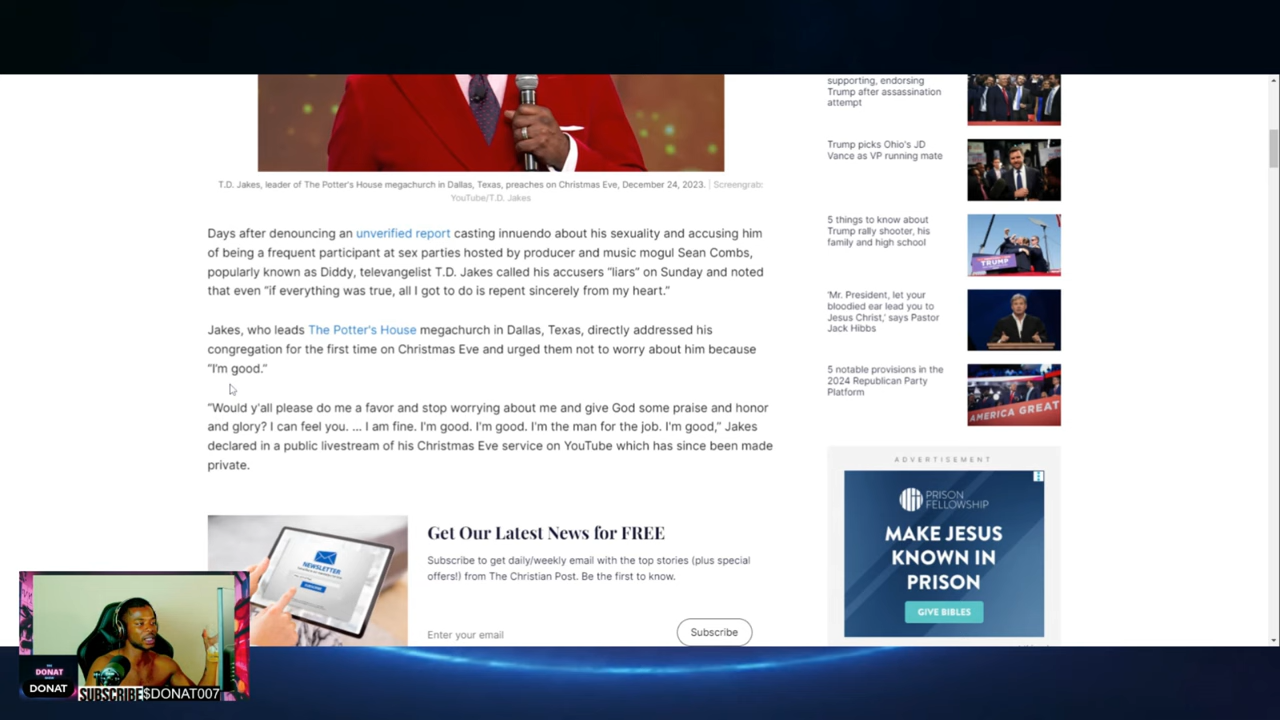 T.D. Jakes, leader of The Potter's House megachurch in Dallas, Texas, preaches on Christmas Eve, December 24, 2023. | Screengrab:
YouTube/T.D. Jakes
Days after denouncing an unverified report casting innuendo about his sexuality and accusing him
of being a frequent participant at sex parties hosted by producer and music mogul Sean Combs,
popularly known as Diddy, televangelist T.D. Jakes called his accusers "liars" on Sunday and noted
that even "if everything was true, all I got to do is repent sincerely from my heart."
Jakes, who leads The Potter's House megachurch in Dallas, Texas, directly addressed his
congregation for the first time on Christmas Eve and urged them not to worry about him because
"I'm good."
"Would y'all please do me a favor and stop worrying about me and give God some praise and honor
and glory? I can feel you. ... I am fine. I'm good. I'm good. I'm the man for the job. I'm good," Jakes
declared in a public livestream of his Christmas Eve service on YouTube which has since been made
private.
NEWSLETTER
Get Our Latest News for FREE
Subscribe to get daily/weekly email with the top stories (plus special
offers!) from The Christian Post. Be the first to know.
Enter your email
Subscribe
supporting, endorsing
Trump after assassination
attempt
Trump picks Ohio's JD
Vance as VP running mate
5 things to know about
Trump rally shooter, his
family and high school
TRUMP
'Mr. President, let your
bloodied ear lead you to
Jesus Christ,' says Pastor
Jack Hibbs
5 notable provisions in the
2024 Republican Party
Platform
AMERICA GREAT
ADVERTISEMENT
PRISON
FELLOWSHIP
MAKE JESUS
KNOWN IN
PRISON
GIVE BIBLES
DONAT
DONAT
SUBSCRIBE $DONAT007